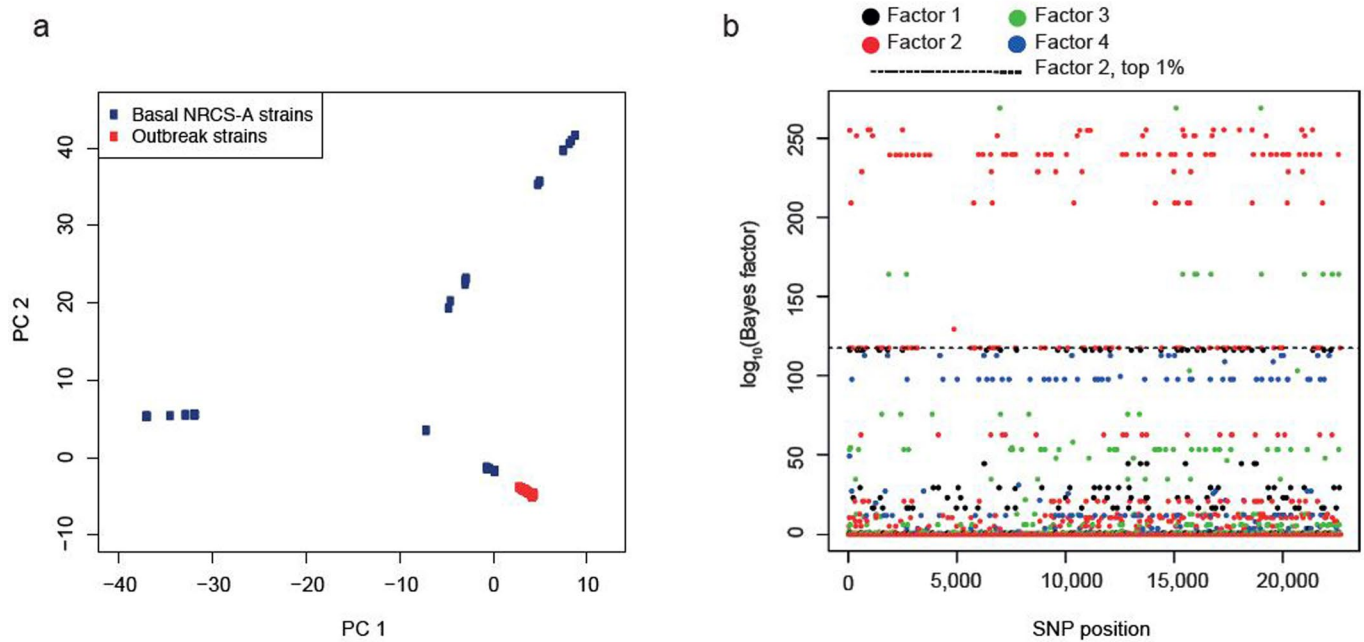 a
Basal NRCS-A strains
Outbreak strains
PC 2
40
30
20
10
0
−10
−40
−30
−20
−10
0
10
PC 1
b
Factor 1
Factor 3
Factor 2
Factor 4
Factor 2, top 1%
log10(Bayes factor)
250
200
150
100
50
0
0
5,000
10,000
15,000
20,000
SNP position